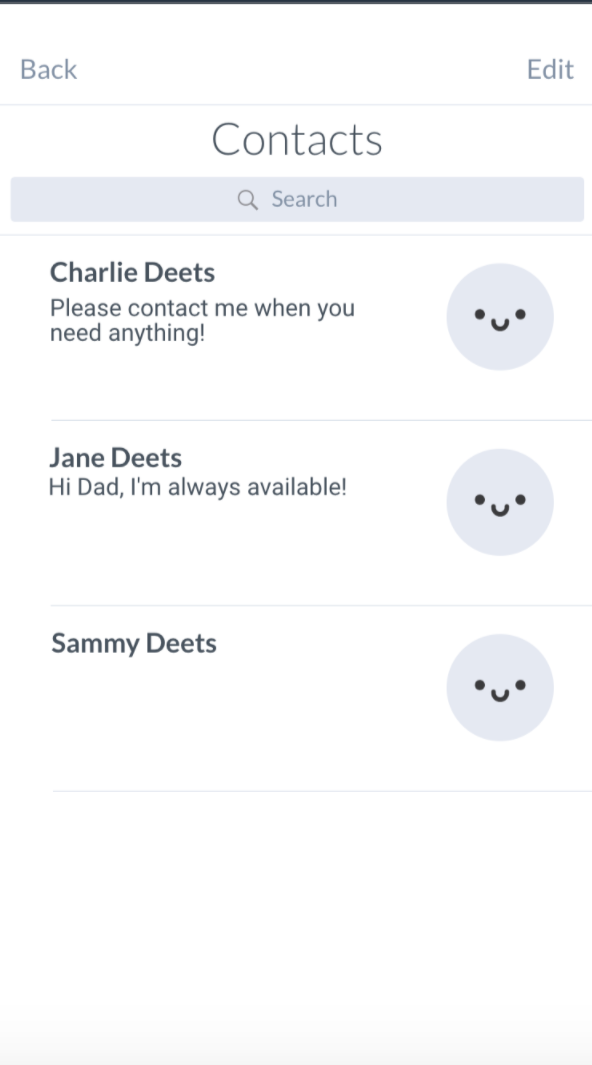 Back
Edit
Contacts
Search
Charlie Deets
Please contact me when you
need anything!
Jane Deets
Hi Dad, I'm always available!
Sammy Deets